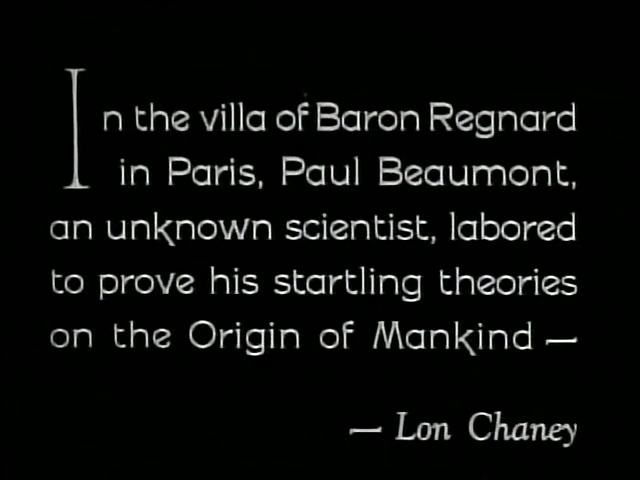 In the villa of Baron Regnard
in Paris, Paul Beaumont,
an unknown scientist, labored
to prove his startling theories
on the Origin of Mankind —
— Lon Chaney